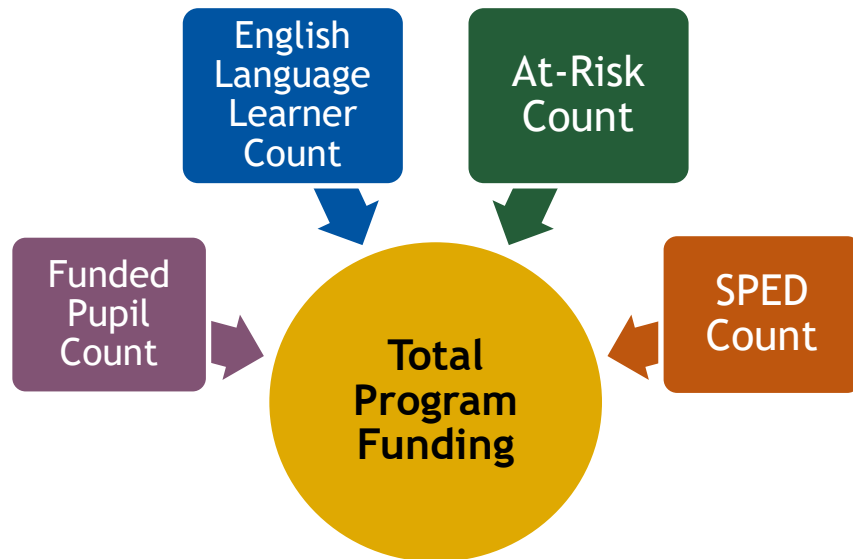 Funded
Pupil
Count
English
Language
Learner
Count
At-Risk
Count
SPED
Count
Total
Program
Funding